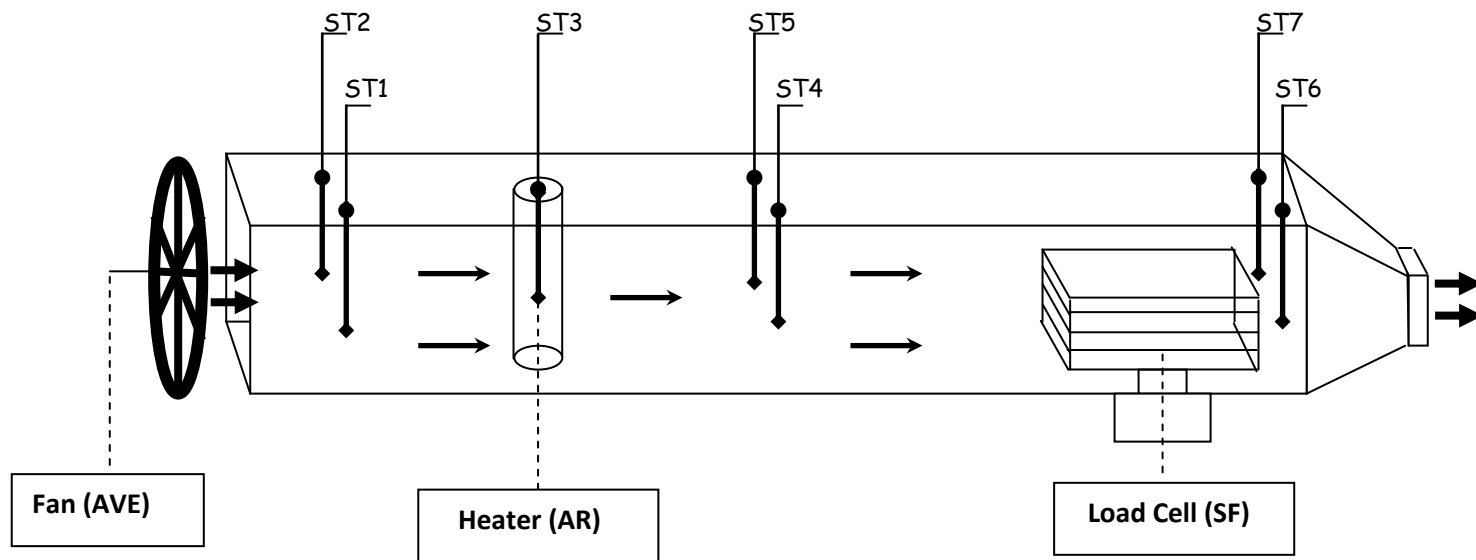 ST2
ST3
ST5
ST7
ST1
ST4
ST6
Fan (AVE)
Heater (AR)
Load Cell (SF)